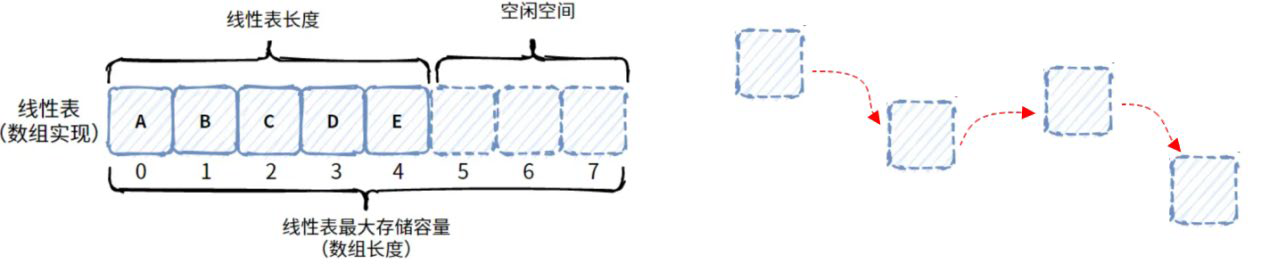 线性表长度
空闲空间
线性表
（数组实现）
A B C D E
0 1 2 3 4 5 6 7
线性表最大存储容量
（数组长度）